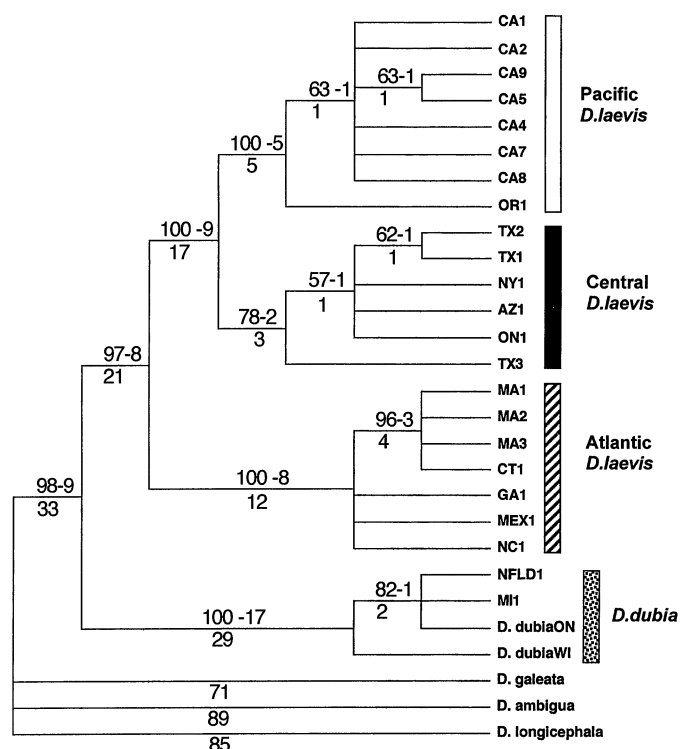 CA1
CA2
63-1
CA9
63 -1
1
CA5
Pacific
D.laevis
1
CA4
100 -5
CA7
5
CA8
OR1
TX2
62-1
100 -9
1
TX1
17
57-1
NY1
Central
D.laevis
1
AZ1
78-2
ON1
3
97-8
TX3
21
MA1
96-3
MA2
4
MA3
Atlantic
D.laevis
100 -8
CT1
98-9
12
GA1
33
MEX1
NC1
82-1
NFLD1
2
MI1
D.dubia
100 -17
D. dubiaON
29
D. dubiaWI
D. galeata
71
D. ambigua
89
D. longicephala
85